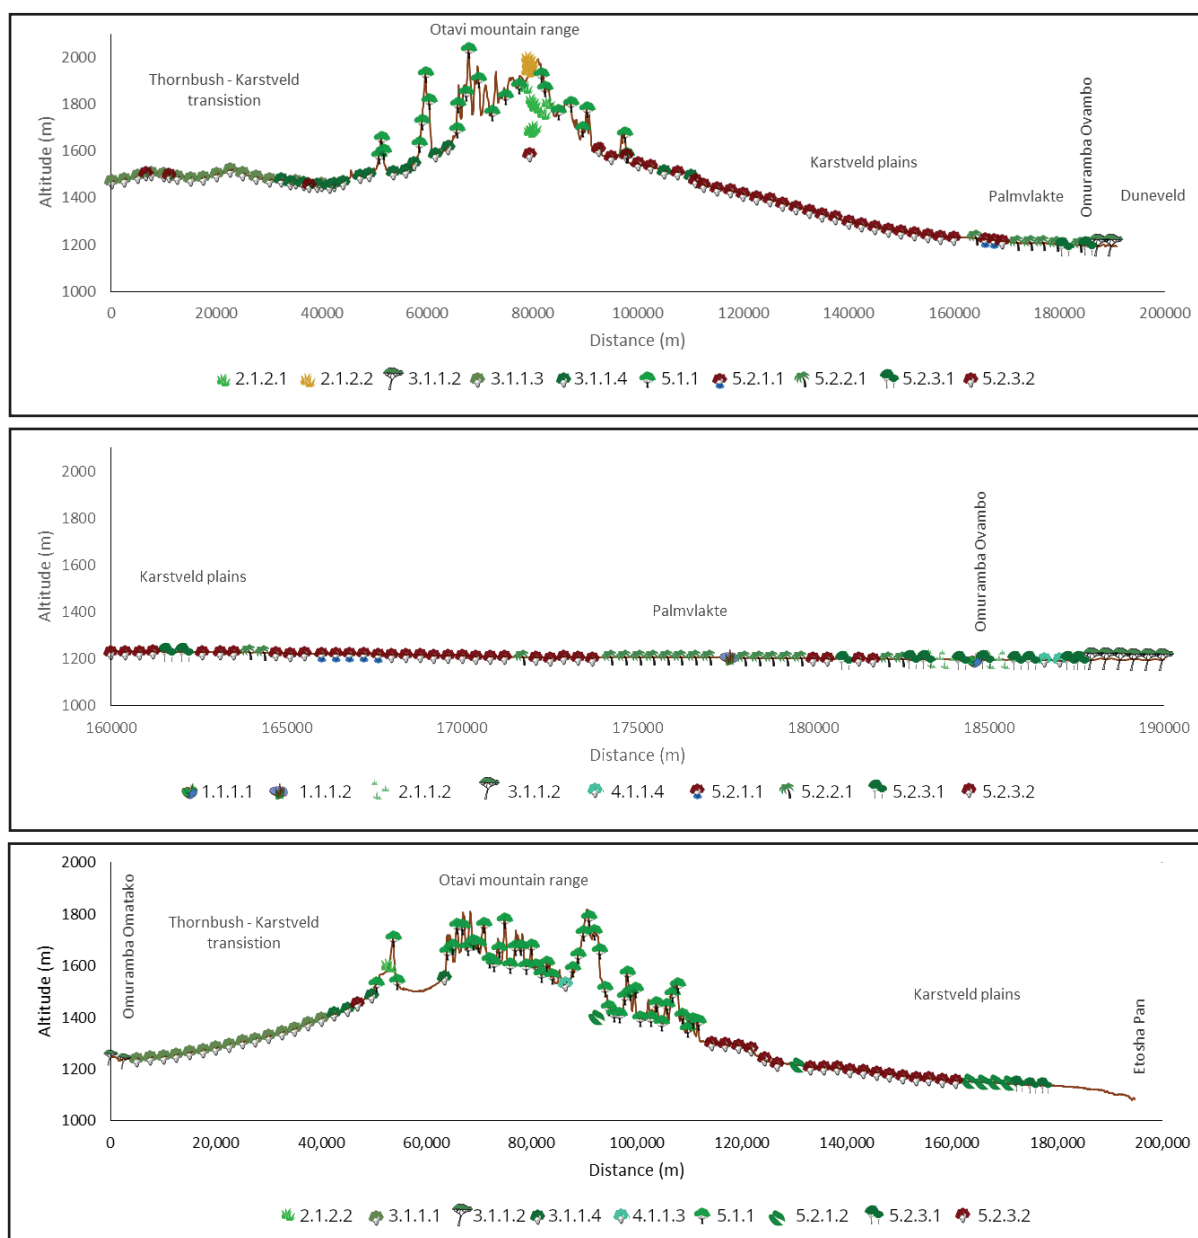 Otavi mountain range
Thornbush - Karstveld
transistion
Karstveld plains
Palmvlakte
Omuramba Ovambo
Duneveld
Altitude (m)
2000
1800
1600
1400
1200
1000
0 20000 40000 60000 80000 100000 120000 140000 160000 180000 200000
Distance (m)
2.1.2.1 2.1.2.2 3.1.1.2 3.1.1.3 3.1.1.4 5.1.1 5.2.1.1 5.2.2.1 5.2.3.1 5.2.3.2
Karstveld plains
Palmvlakte
Omuramba Ovambo
Altitude (m)
2000
1800
1600
1400
1200
1000
160000 165000 170000 175000 180000 185000 190000
Distance (m)
1.1.1.1 1.1.1.2 2.1.1.2 3.1.1.2 4.1.1.4 5.2.1.1 5.2.2.1 5.2.3.1 5.2.3.2
Omuramba Omatako
Thornbush - Karstveld
transistion
Otavi mountain range
Karstveld plains
Etosha Pan
Altitude (m)
2000
1800
1600
1400
1200
1000
0 20,000 40,000 60,000 80,000 100,000 120,000 140,000 160,000 180,000 200,000
Distance (m)
2.1.2.2 3.1.1.1 3.1.1.2 3.1.1.4 4.1.1.3 5.1.1 5.2.1.2 5.2.3.1 5.2.3.2